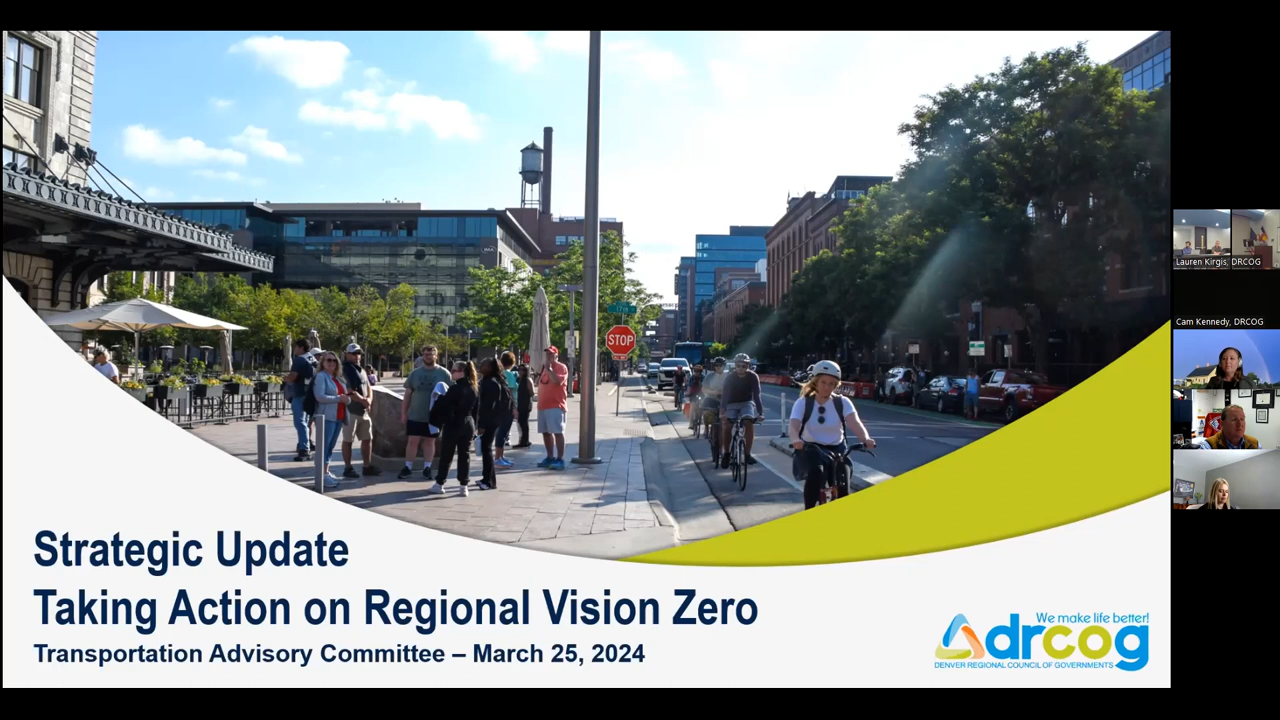 STOP
Strategic Update
Taking Action on Regional Vision Zero
Transportation Advisory Committee – March 25, 2024
We make life better!
drcog
DENVER REGIONAL COUNCIL OF GOVERNMENTS
Lauren Kirgis, DRCOG
Cam Kennedy, DRCOG